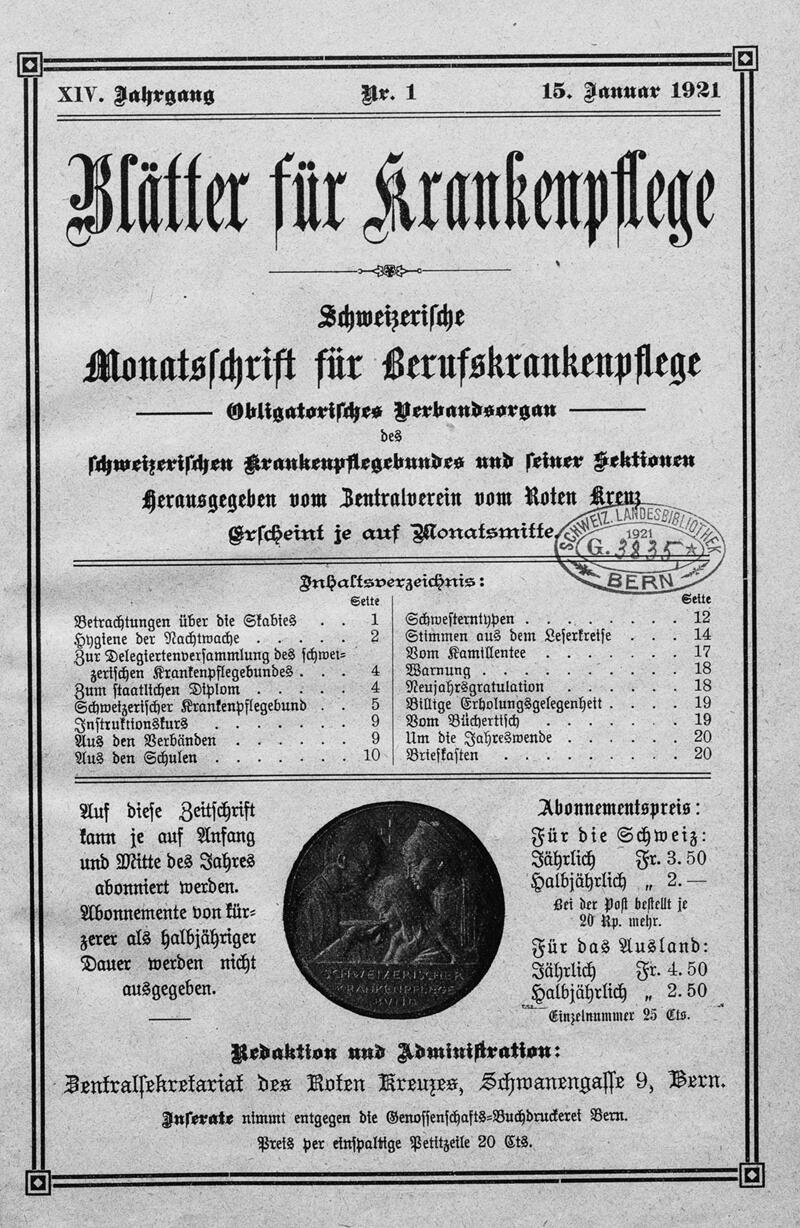 XIV. Jahrgang Nr. 1 15. Januar 1921
Blätter für Krankenpflege
Schweizerische
Monatsschrift für Berufskrankenpflege
Obligatorisches Verbandsorgan
des
schweizerischen Krankenpflegebundes und seiner Sektionen
Herausgegeben vom Zentralverein vom Roten Kreuz
Erscheint je auf Monatsmitte.
SCHWEIZ. LANDESBIBLIOTHEK
1921
G. 3835
BERN
Inhaltsverzeichnis:
Seite
Betrachtungen über die Skabies . . 1
Hygiene der Nachtwache . . . . . 2
Zur Delegiertenversammlung des schwei-
zerischen Krankenpflegebundes . . . 4
Zum staatlichen Diplom . . . . . 4
Schweizerischer Krankenpflegebund . . 5
Instruktionskurs . . . . . . . 9
Aus den Verbänden . . . . . . 9
Aus den Schulen . . . . . . . 10
Seite
Schwesterntypen . . . . . . . . 12
Stimmen aus dem Leserkreise . . . 14
Vom Kamillentee . . . . . . . 17
Warnung . . . . . . . . . . 18
Neujahrsgratulation . . . . . . 18
Billige Erholungsgelegenheit . . . . 19
Vom Büchertisch . . . . . . . 19
Um die Jahreswende . . . . . . 20
Briefkasten . . . . . . . . . 20
Auf diese Zeitschrift
kann je auf Anfang
und Mitte des Jahres
abonniert werden.
Abonnemente von kür-
zerer als halbjähriger
Dauer werden nicht
ausgegeben.
SCHWEIZERISCHER
KRANKENPFLEGE
BVND
Abonnementspreis:
Für die Schweiz:
Jährlich Fr. 3.50
Halbjährlich „ 2.—
Bei der Post bestellt je
20 Rp. mehr.
Für das Ausland:
Jährlich Fr. 4.50
Halbjährlich „ 2.50
Einzelnummer 25 Cts.
Redaktion und Administration:
Zentralsekretariat des Roten Kreuzes, Schwanengasse 9, Bern.
Inserate nimmt entgegen die Genossenschafts-Buchdruckerei Bern.
Preis per einspaltige Petitzeile 20 Cts.